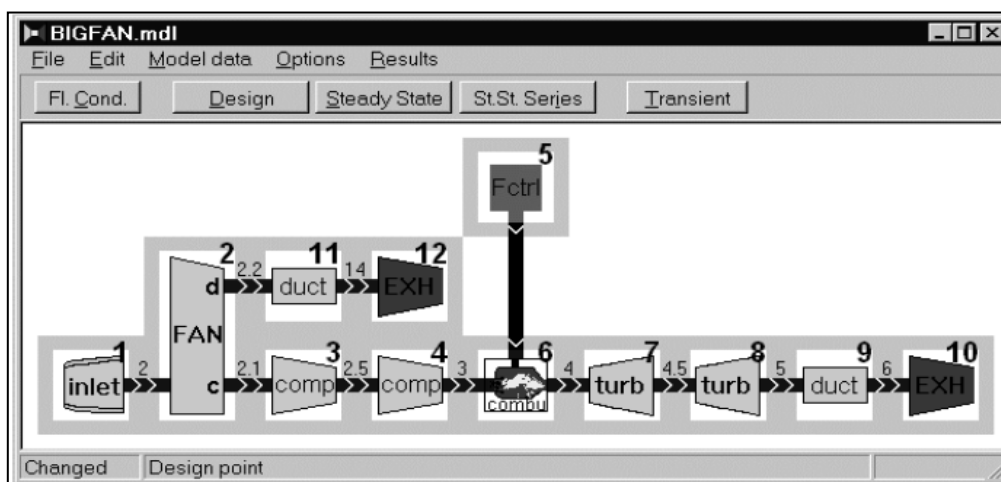 BIGFAN.mdl
File Edit Model data Options Results
Fl. Cond. Design Steady State St.St. Series Transient
5
Fctrl
2 11 12
d 2.2 duct 14 EXH
FAN
1 3 4 6 7 8 9 10
inlet 2 c 2.1 comp 2.5 comp 3 combu 4 turb 4.5 turb 5 duct 6 EXH
Changed Design point